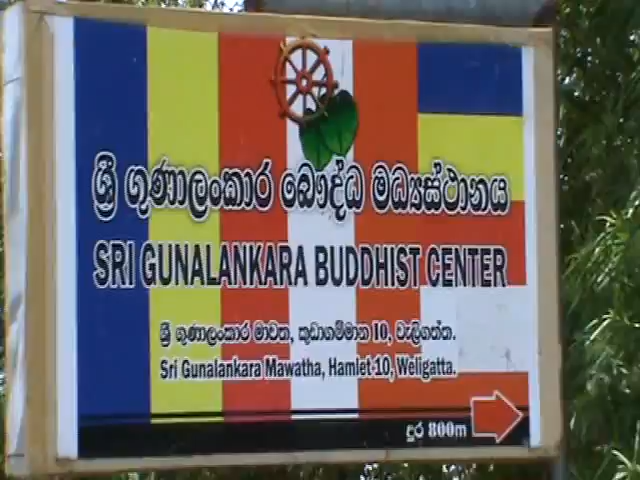 ශ්‍රී ගුණාලංකාර බෞද්ධ මධ්‍යස්ථානය
SRI GUNALANKARA BUDDHIST CENTER
ශ්‍රී ගුණාලංකාර මාවත, කුඩාගම්මාන 10, වැලිගත්ත.
Sri Gunalankara Mawatha, Hamlet-10, Weligatta.
දුර 800m